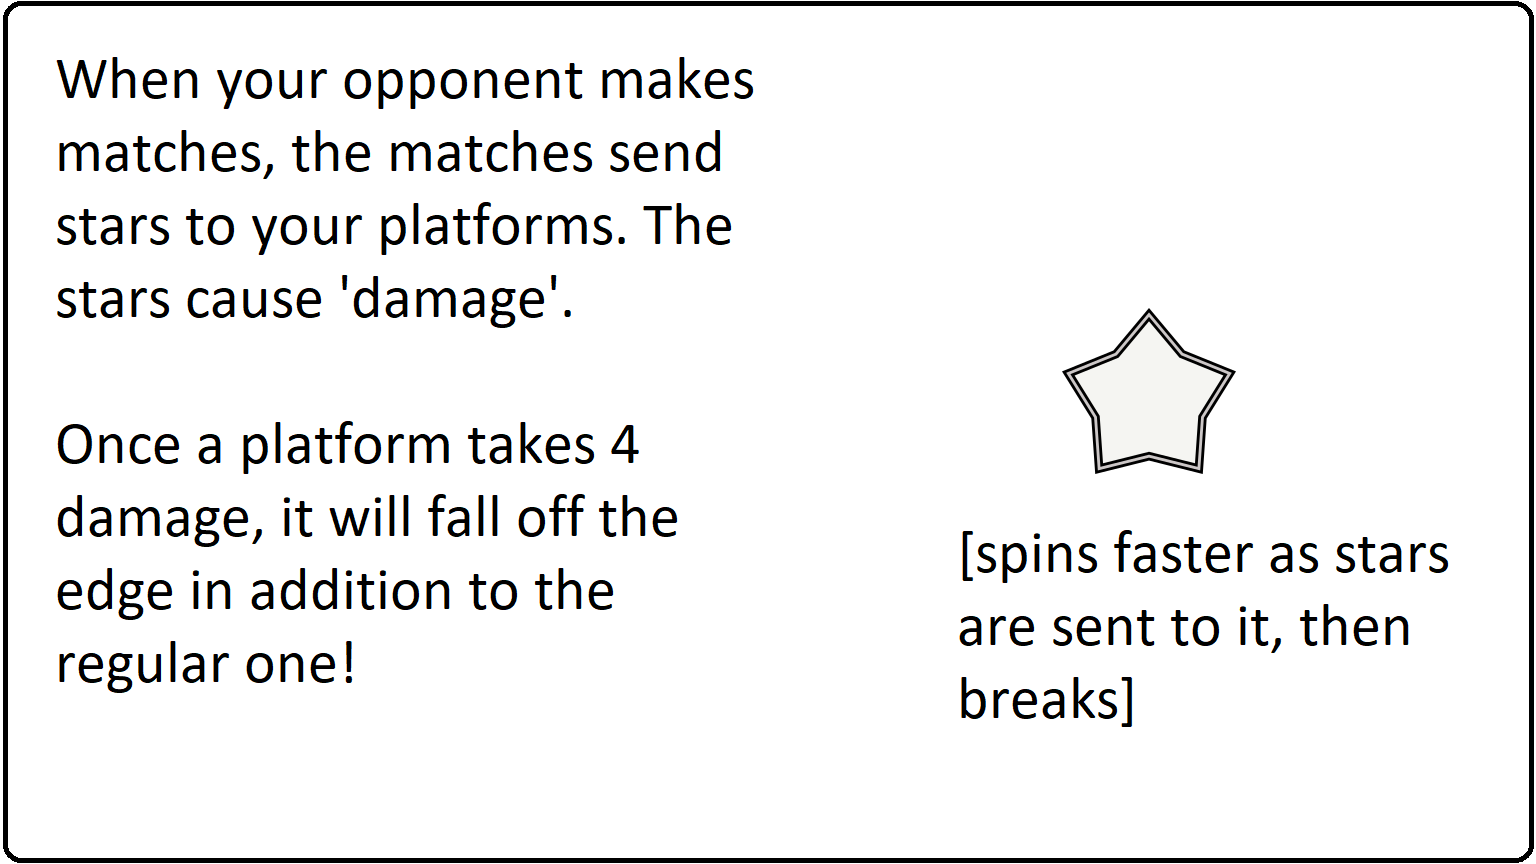 When your opponent makes
matches, the matches send
stars to your platforms. The
stars cause 'damage'.
Once a platform takes 4
damage, it will fall off the
edge in addition to the
regular one!
[spins faster as stars
are sent to it, then
breaks]